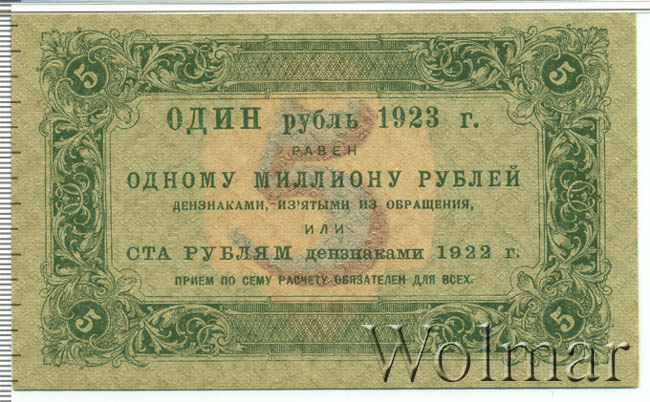 5 5
ОДИН рубль 1923 г.
РАВЕН
ОДНОМУ МИЛЛИОНУ РУБЛЕЙ
ДЕНЗНАКАМИ, ИЗ'ЯТЫМИ ИЗ ОБРАЩЕНИЯ,
ИЛИ
СТА РУБЛЯМ дензнаками 1922 г.
ПРИЕМ ПО СЕМУ РАСЧЕТУ ОБЯЗАТЕЛЕН ДЛЯ ВСЕХ.
5
5 5
Wolmar